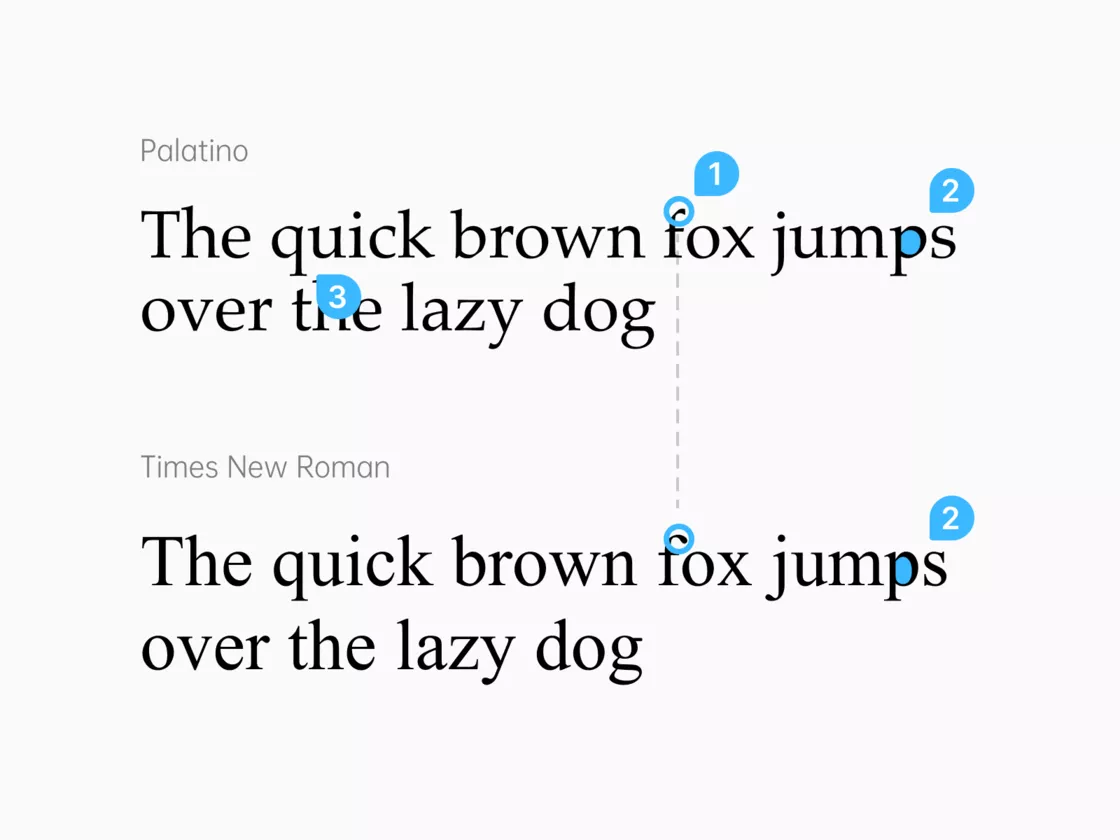 Palatino
1
2
The quick brown fox jumps
3
over the lazy dog
Times New Roman
2
The quick brown fox jumps
over the lazy dog